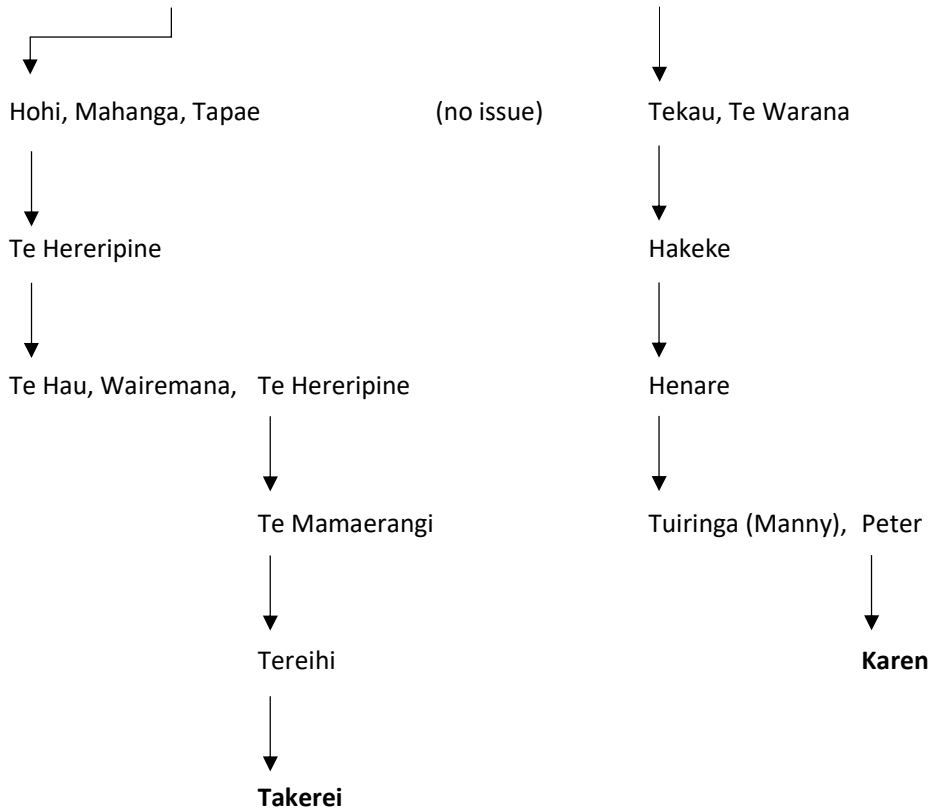 Hohi, Mahanga, Tapae (no issue) Tekau, Te Warana
Te Hereripine Hakeke
Te Hau, Wairemana, Te Hereripine Henare
Te Mamaerangi Tuiringa (Manny), Peter
Tereihi Karen
Takerei